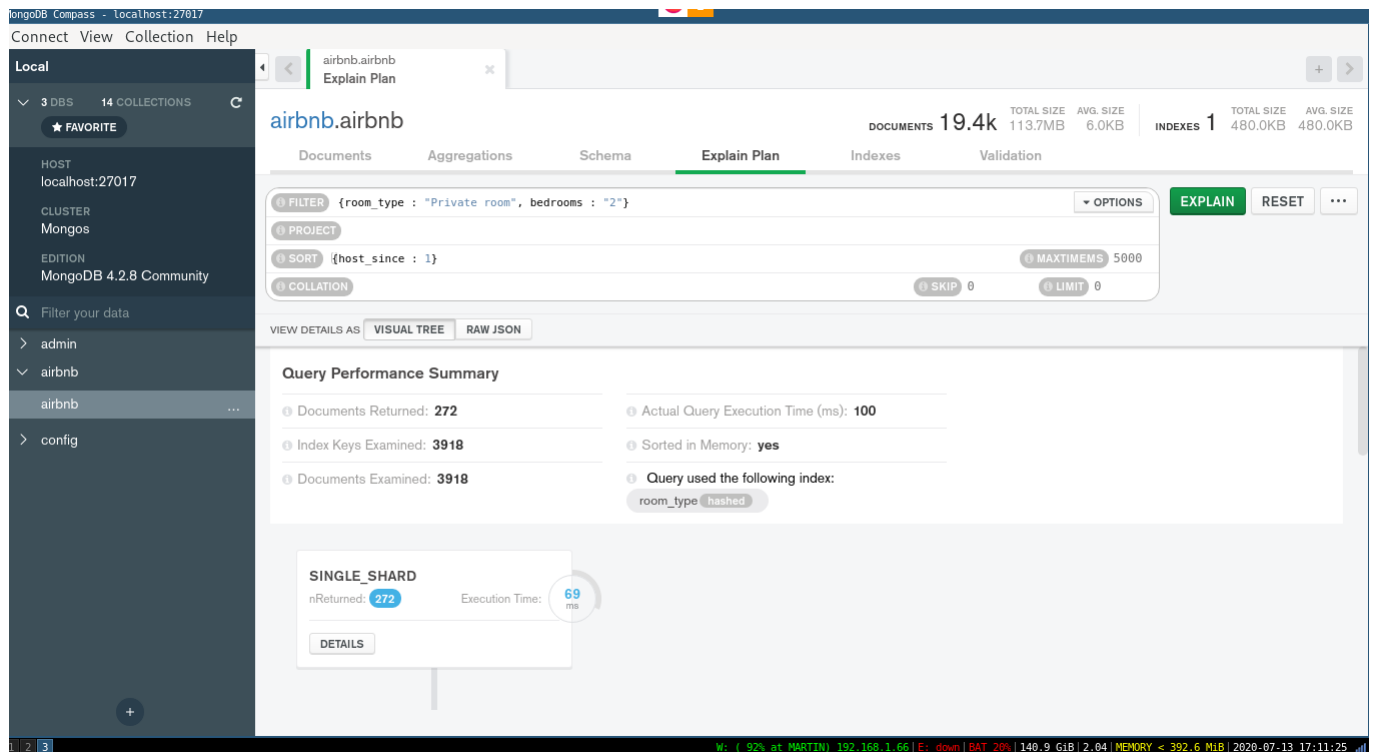 MongoDB Compass - localhost:27017
Connect View Collection Help
Local
3 DBS 14 COLLECTIONS
FAVORITE
HOST
localhost:27017
CLUSTER
Mongos
EDITION
MongoDB 4.2.8 Community
Filter your data
admin
airbnb
airbnb ...
config
airbnb.airbnb
Explain Plan
airbnb.airbnb
DOCUMENTS 19.4k TOTAL SIZE 113.7MB AVG. SIZE 6.0KB INDEXES 1 TOTAL SIZE 480.0KB AVG. SIZE 480.0KB
Documents Aggregations Schema Explain Plan Indexes Validation
FILTER {room_type : "Private room", bedrooms : "2"} OPTIONS EXPLAIN RESET ...
PROJECT
SORT {host_since : 1} MAXTIMEMS 5000
COLLATION SKIP 0 LIMIT 0
VIEW DETAILS AS VISUAL TREE RAW JSON
Query Performance Summary
Documents Returned: 272
Index Keys Examined: 3918
Documents Examined: 3918
Actual Query Execution Time (ms): 100
Sorted in Memory: yes
Query used the following index:
room_type hashed
SINGLE_SHARD
nReturned: 272 Execution Time: 69 ms
DETAILS
1 2 3 W: ( 92% at MARTIN) 192.168.1.66 | E: down | BAT 20% | 140.9 GiB | 2.04 | MEMORY < 392.6 MiB | 2020-07-13 17:11:25